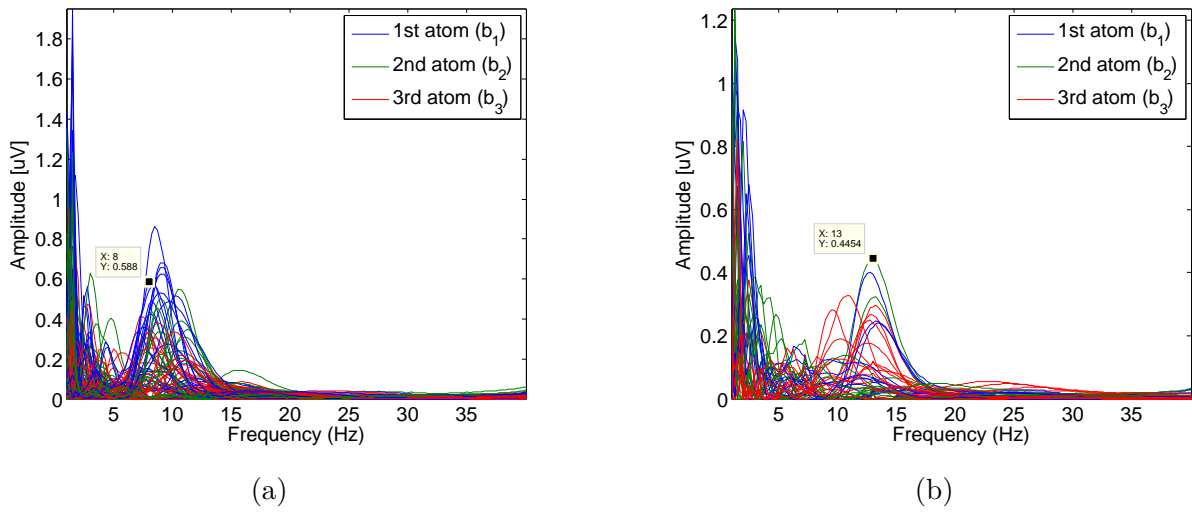 1.8
1.6
1.4
1.2
1
0.8
0.6
0.4
0.2
0
Amplitude [uV]
1st atom (b1)
2nd atom (b2)
3rd atom (b3)
X: 8
Y: 0.588
5 10 15 20 25 30 35
Frequency (Hz)
(a)
1.2
1
0.8
0.6
0.4
0.2
0
Amplitude [uV]
1st atom (b1)
2nd atom (b2)
3rd atom (b3)
X: 13
Y: 0.4454
5 10 15 20 25 30 35
Frequency (Hz)
(b)